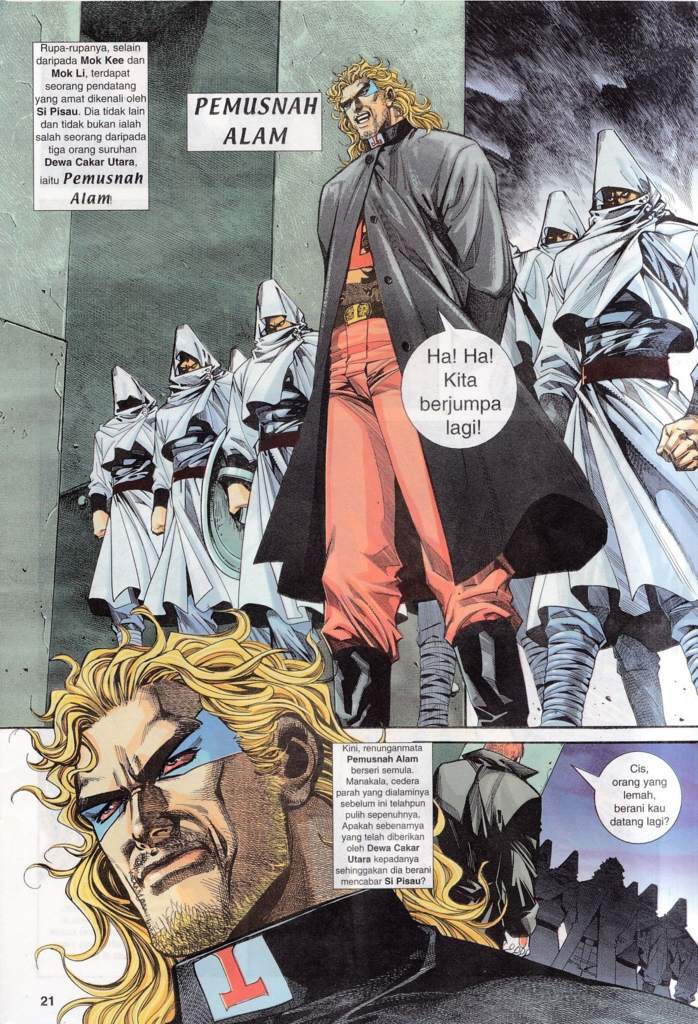 Rupa-rupanya, selain
daripada Mok Kee dan
Mok Li, terdapat
seorang pendatang
yang amat dikenali oleh
Si Pisau. Dia tidak lain
dan tidak bukan ialah
salah seorang daripada
tiga orang suruhan
Dewa Cakar Utara,
iaitu Pemusnah
Alam
PEMUSNAH
ALAM
Ha! Ha!
Kita
berjumpa
lagi!
Kini, renunganmata
Pemusnah Alam
berseri semula.
Manakala, cedera
parah yang dialaminya
sebelum ini telahpun
pulih sepenuhnya.
Apakah sebenarnya
yang telah diberikan
oleh Dewa Cakar
Utara kepadanya
sehinggakan dia berani
mencabar Si Pisau?
Cis,
orang yang
lemah,
berani kau
datang lagi?
T
21